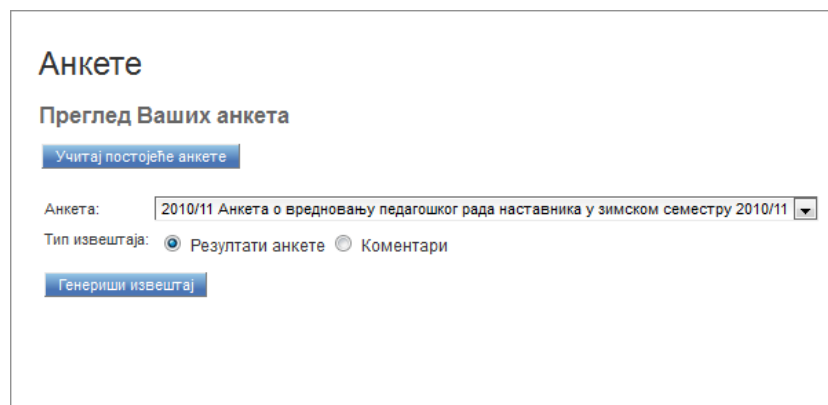 Анкете
Преглед Ваших анкета
Учитај постојеће анкете
Анкета: 2010/11 Анкета о вредновању педагошког рада наставника у зимском семестру 2010/11
Тип извештаја: Резултати анкете Коментари
Генериши извештај